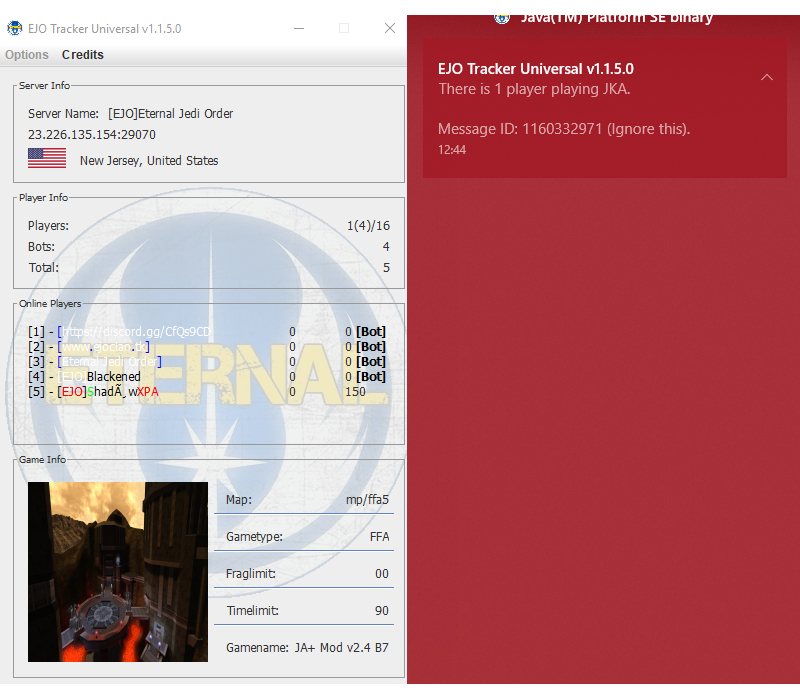 EJO Tracker Universal v1.1.5.0
Options Credits
Server Info
Server Name: [EJO]Eternal Jedi Order
23.226.135.154:29070
New Jersey, United States
Player Info
Players: 1(4)/16
Bots: 4
Total: 5
Online Players
[1] - [https://discord.gg/CfQs9CD 0 0 [Bot]
[2] - [www.ejoclan.tk] 0 0 [Bot]
[3] - [Eternal Jedi Order] 0 0 [Bot]
[4] - [EJO]Blackened 0 0 [Bot]
[5] - [EJO]ShadÃ¸wXPA 0 150
ETERNAL
Game Info
Map: mp/ffa5
Gametype: FFA
Fraglimit: 00
Timelimit: 90
Gamename: JA+ Mod v2.4 B7
Java(TM) Platform SE binary
EJO Tracker Universal v1.1.5.0
There is 1 player playing JKA.
Message ID: 1160332971 (Ignore this).
12:44